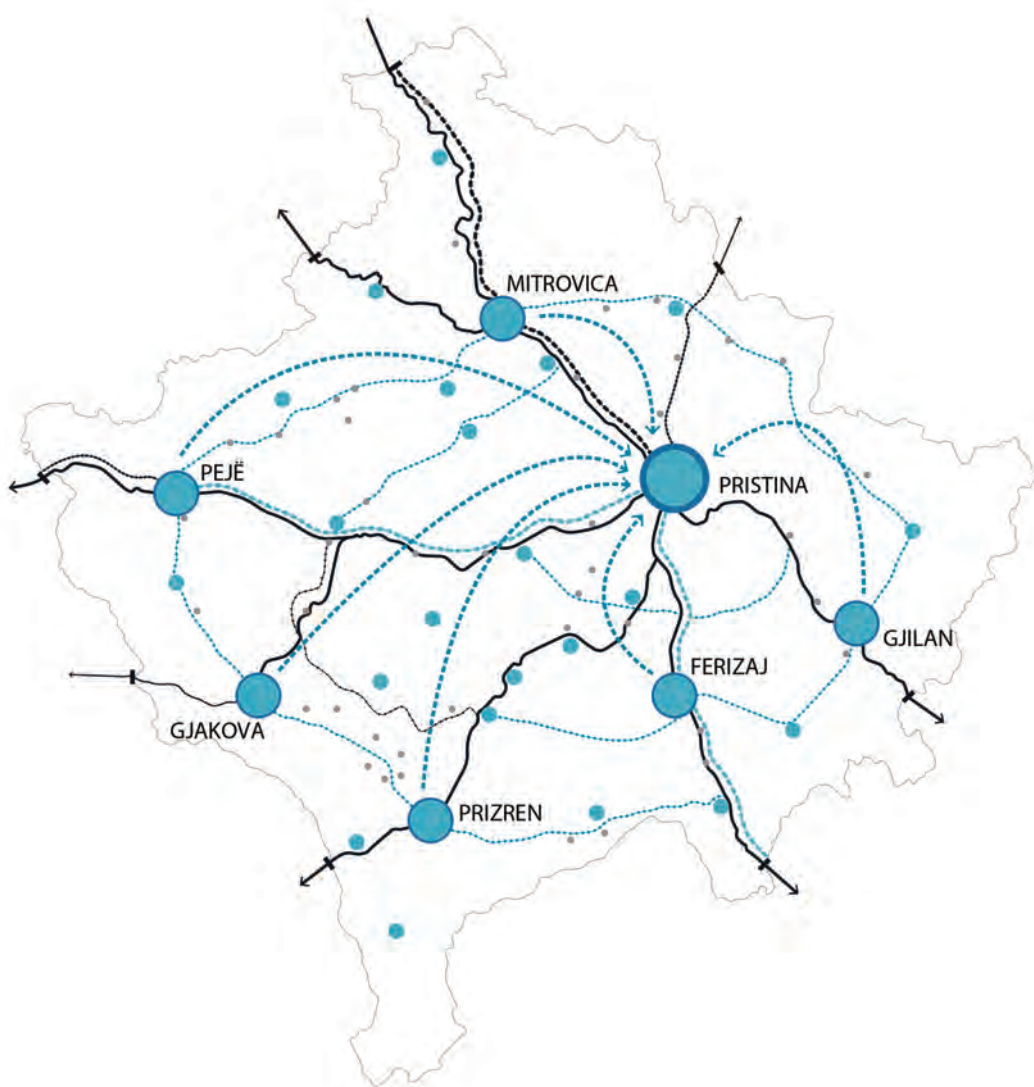 MITROVICA
PEJË
PRISTINA
GJILAN
FERIZAJ
GJAKOVA
PRIZREN